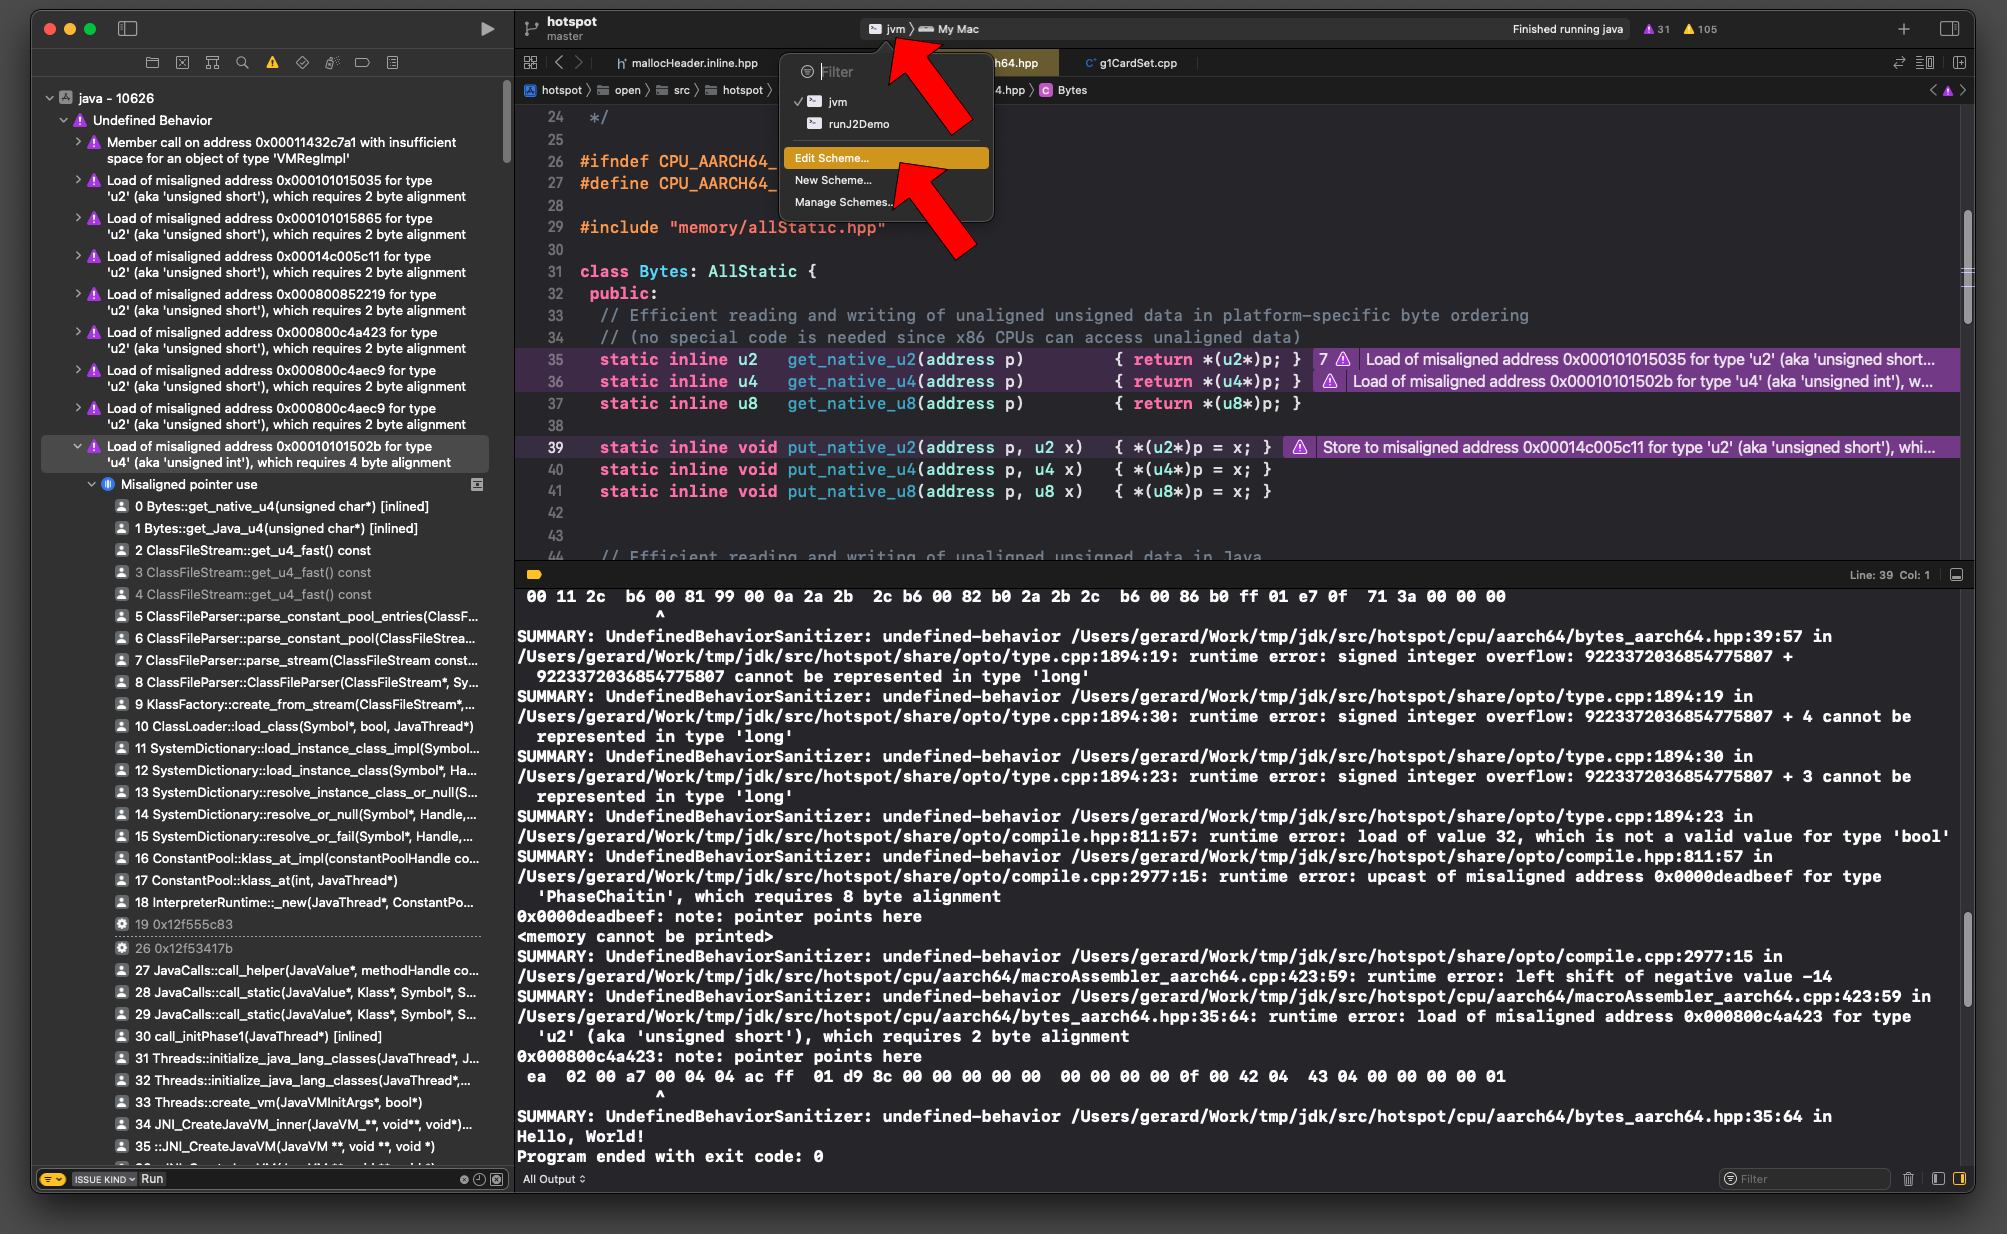 hotspot
master
jvm
My Mac
Finished running java
31
105
mallocHeader.inline.hpp
h64.hpp
g1CardSet.cpp
hotspot
open
src
hotspot
4.hpp
Bytes
Filter
jvm
runJ2Demo
Edit Scheme...
New Scheme...
Manage Schemes..
java - 10626
Undefined Behavior
Member call on address 0x00011432c7a1 with insufficient
space for an object of type 'VMRegImpl'
Load of misaligned address 0x000101015035 for type
'u2' (aka 'unsigned short'), which requires 2 byte alignment
Load of misaligned address 0x000101015865 for type
'u2' (aka 'unsigned short'), which requires 2 byte alignment
Load of misaligned address 0x00014c005c11 for type
'u2' (aka 'unsigned short'), which requires 2 byte alignment
Load of misaligned address 0x000800852219 for type
'u2' (aka 'unsigned short'), which requires 2 byte alignment
Load of misaligned address 0x000800c4a423 for type
'u2' (aka 'unsigned short'), which requires 2 byte alignment
Load of misaligned address 0x000800c4aec9 for type
'u2' (aka 'unsigned short'), which requires 2 byte alignment
Load of misaligned address 0x000800c4aec9 for type
'u2' (aka 'unsigned short'), which requires 2 byte alignment
Load of misaligned address 0x00010101502b for type
'u4' (aka 'unsigned int'), which requires 4 byte alignment
Misaligned pointer use
0 Bytes::get_native_u4(unsigned char*) [inlined]
1 Bytes::get_Java_u4(unsigned char*) [inlined]
2 ClassFileStream::get_u4_fast() const
3 ClassFileStream::get_u4_fast() const
4 ClassFileStream::get_u4_fast() const
5 ClassFileParser::parse_constant_pool_entries(ClassF...
6 ClassFileParser::parse_constant_pool(ClassFileStrea...
7 ClassFileParser::parse_stream(ClassFileStream const...
8 ClassFileParser::ClassFileParser(ClassFileStream*, Sy...
9 KlassFactory::create_from_stream(ClassFileStream*,...
10 ClassLoader::load_class(Symbol*, bool, JavaThread*)
11 SystemDictionary::load_instance_class_impl(Symbol...
12 SystemDictionary::load_instance_class(Symbol*, Ha...
13 SystemDictionary::resolve_instance_class_or_null(S...
14 SystemDictionary::resolve_or_null(Symbol*, Handle,...
15 SystemDictionary::resolve_or_fail(Symbol*, Handle,...
16 ConstantPool::klass_at_impl(constantPoolHandle co...
17 ConstantPool::klass_at(int, JavaThread*)
18 InterpreterRuntime::_new(JavaThread*, ConstantPo...
19 0x12f555c83
26 0x12f53417b
27 JavaCalls::call_helper(JavaValue*, methodHandle co...
28 JavaCalls::call_static(JavaValue*, Klass*, Symbol*, S...
29 JavaCalls::call_static(JavaValue*, Klass*, Symbol*, S...
30 call_initPhase1(JavaThread*) [inlined]
31 Threads::initialize_java_lang_classes(JavaThread*, J...
32 Threads::initialize_java_lang_classes(JavaThread*,...
33 Threads::create_vm(JavaVMInitArgs*, bool*)
34 JNI_CreateJavaVM_inner(JavaVM_**, void**, void*)...
35 ::JNI_CreateJavaVM(JavaVM **, void **, void *)
ISSUE KIND
Run
24 */
25
26 #ifndef CPU_AARCH64_
27 #define CPU_AARCH64_
28
29 #include "memory/allStatic.hpp"
30
31 class Bytes: AllStatic {
32 public:
33 // Efficient reading and writing of unaligned unsigned data in platform-specific byte ordering
34 // (no special code is needed since x86 CPUs can access unaligned data)
35 static inline u2 get_native_u2(address p) { return *(u2*)p; } 7 Load of misaligned address 0x000101015035 for type 'u2' (aka 'unsigned short...
36 static inline u4 get_native_u4(address p) { return *(u4*)p; } Load of misaligned address 0x00010101502b for type 'u4' (aka 'unsigned int'), w...
37 static inline u8 get_native_u8(address p) { return *(u8*)p; }
38
39 static inline void put_native_u2(address p, u2 x) { *(u2*)p = x; } Store to misaligned address 0x00014c005c11 for type 'u2' (aka 'unsigned short'), whi...
40 static inline void put_native_u4(address p, u4 x) { *(u4*)p = x; }
41 static inline void put_native_u8(address p, u8 x) { *(u8*)p = x; }
42
43
44 // Efficient reading and writing of unaligned unsigned data in Java
Line: 39 Col: 1
00 11 2c b6 00 81 99 00 0a 2a 2b 2c b6 00 82 b0 2a 2b 2c b6 00 86 b0 ff 01 e7 0f 71 3a 00 00 00
^
SUMMARY: UndefinedBehaviorSanitizer: undefined-behavior /Users/gerard/Work/tmp/jdk/src/hotspot/cpu/aarch64/bytes_aarch64.hpp:39:57 in
/Users/gerard/Work/tmp/jdk/src/hotspot/share/opto/type.cpp:1894:19: runtime error: signed integer overflow: 9223372036854775807 +
9223372036854775807 cannot be represented in type 'long'
SUMMARY: UndefinedBehaviorSanitizer: undefined-behavior /Users/gerard/Work/tmp/jdk/src/hotspot/share/opto/type.cpp:1894:19 in
/Users/gerard/Work/tmp/jdk/src/hotspot/share/opto/type.cpp:1894:30: runtime error: signed integer overflow: 9223372036854775807 + 4 cannot be
represented in type 'long'
SUMMARY: UndefinedBehaviorSanitizer: undefined-behavior /Users/gerard/Work/tmp/jdk/src/hotspot/share/opto/type.cpp:1894:30 in
/Users/gerard/Work/tmp/jdk/src/hotspot/share/opto/type.cpp:1894:23: runtime error: signed integer overflow: 9223372036854775807 + 3 cannot be
represented in type 'long'
SUMMARY: UndefinedBehaviorSanitizer: undefined-behavior /Users/gerard/Work/tmp/jdk/src/hotspot/share/opto/type.cpp:1894:23 in
/Users/gerard/Work/tmp/jdk/src/hotspot/share/opto/compile.hpp:811:57: runtime error: load of value 32, which is not a valid value for type 'bool'
SUMMARY: UndefinedBehaviorSanitizer: undefined-behavior /Users/gerard/Work/tmp/jdk/src/hotspot/share/opto/compile.hpp:811:57 in
/Users/gerard/Work/tmp/jdk/src/hotspot/share/opto/compile.cpp:2977:15: runtime error: upcast of misaligned address 0x0000deadbeef for type
'PhaseChaitin', which requires 8 byte alignment
0x0000deadbeef: note: pointer points here
<memory cannot be printed>
SUMMARY: UndefinedBehaviorSanitizer: undefined-behavior /Users/gerard/Work/tmp/jdk/src/hotspot/share/opto/compile.cpp:2977:15 in
/Users/gerard/Work/tmp/jdk/src/hotspot/cpu/aarch64/macroAssembler_aarch64.cpp:423:59: runtime error: left shift of negative value -14
SUMMARY: UndefinedBehaviorSanitizer: undefined-behavior /Users/gerard/Work/tmp/jdk/src/hotspot/cpu/aarch64/macroAssembler_aarch64.cpp:423:59 in
/Users/gerard/Work/tmp/jdk/src/hotspot/cpu/aarch64/bytes_aarch64.hpp:35:64: runtime error: load of misaligned address 0x000800c4a423 for type
'u2' (aka 'unsigned short'), which requires 2 byte alignment
0x000800c4a423: note: pointer points here
ea 02 00 a7 00 04 04 ac ff 01 d9 8c 00 00 00 00 00 00 00 00 00 0f 00 42 04 43 04 00 00 00 00 01
^
SUMMARY: UndefinedBehaviorSanitizer: undefined-behavior /Users/gerard/Work/tmp/jdk/src/hotspot/cpu/aarch64/bytes_aarch64.hpp:35:64 in
Hello, World!
Program ended with exit code: 0
All Output
Filter